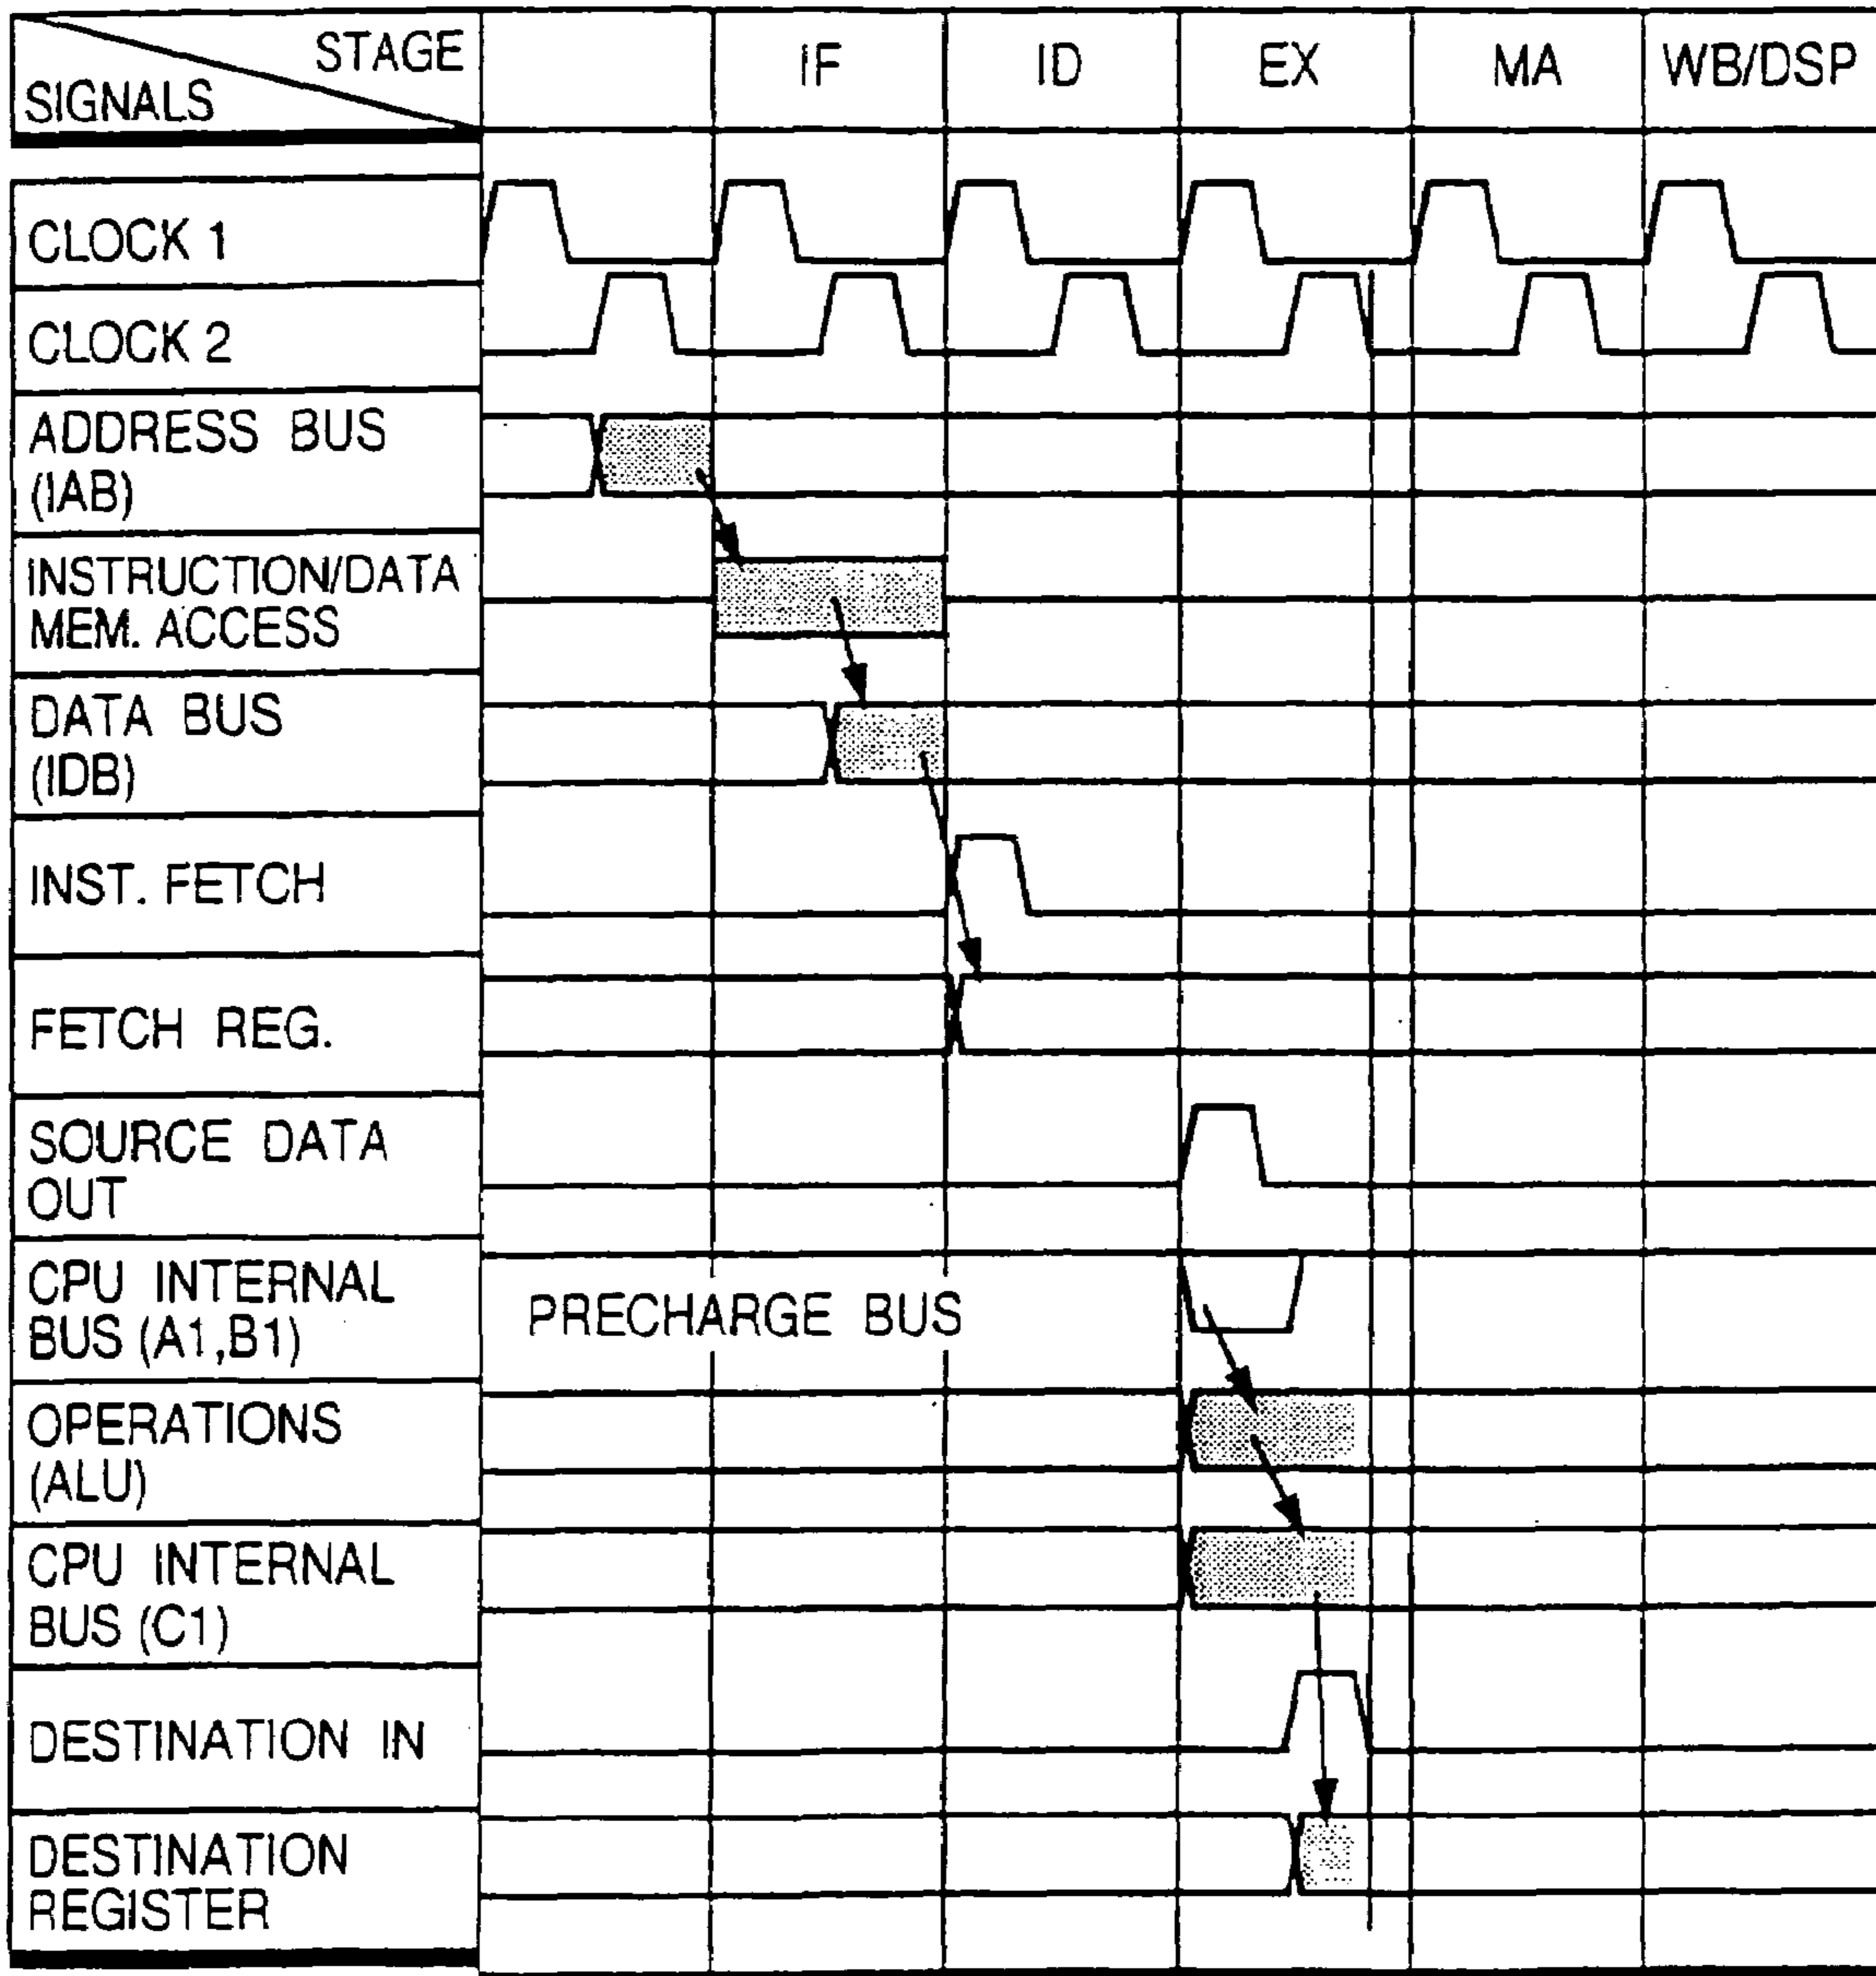 STAGE
SIGNALS
IF
ID
EX
MA
WB/DSP
CLOCK 1
CLOCK 2
ADDRESS BUS
(IAB)
INSTRUCTION/DATA
MEM. ACCESS
DATA BUS
(IDB)
INST. FETCH
FETCH REG.
SOURCE DATA
OUT
CPU INTERNAL
BUS (A1,B1)
PRECHARGE BUS
OPERATIONS
(ALU)
CPU INTERNAL
BUS (C1)
DESTINATION IN
DESTINATION
REGISTER